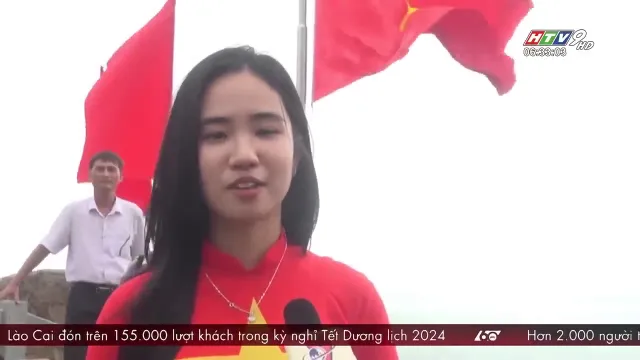 HTV9 HD
06:33:03
Lào Cai đón trên 155.000 lượt khách trong kỳ nghỉ Tết Dương lịch 2024
Hơn 2.000 người